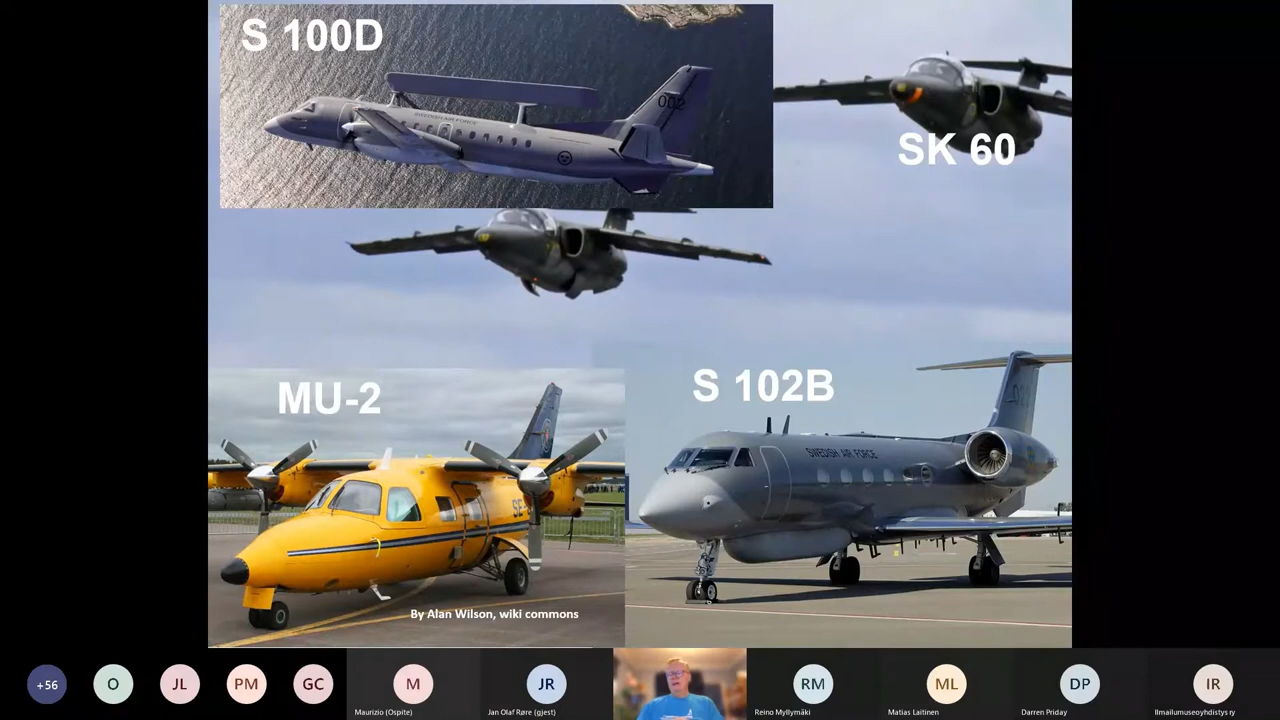 S 100D
002
SWEDISH AIR FORCE
SK 60
MU-2
SE-
By Alan Wilson, wiki commons
S 102B
SWEDISH AIR FORCE
+56
O
JL
PM
GC
M
Maurizio (Ospite)
JR
Jan Olaf Røre (gjest)
RM
Reino Myllymäki
ML
Matias Laitinen
DP
Darren Priday
IR
Ilmailumuseoyhdistys ry